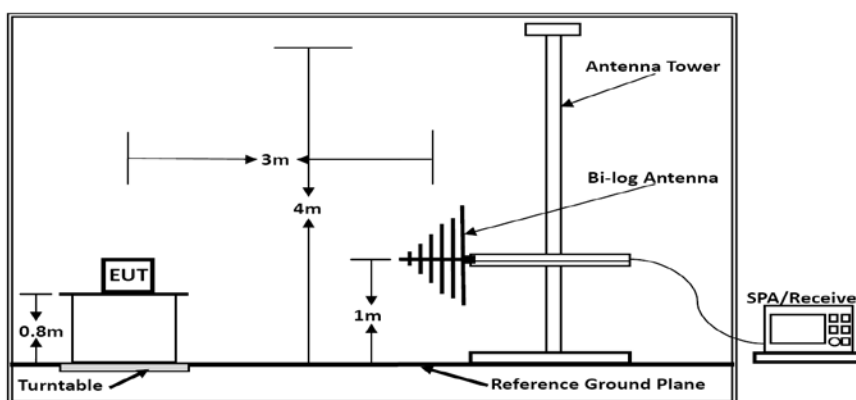 Antenna Tower
3m
Bi-log Antenna
4m
EUT
SPA/Receive
0.8m
1m
Turntable
Reference Ground Plane